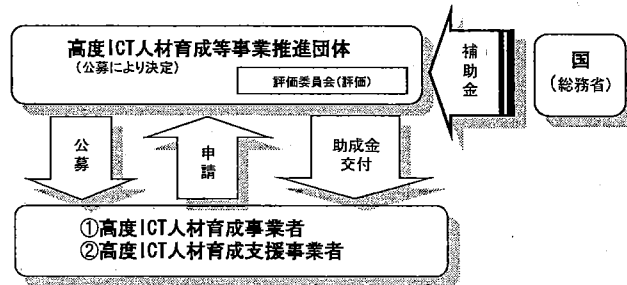 高度ICT人材育成等事業推進団体
(公募により決定)
評価委員会(評価)
補助金
国
(総務省)
公募
申請
助成金
交付
①高度ICT人材育成事業者
②高度ICT人材育成支援事業者